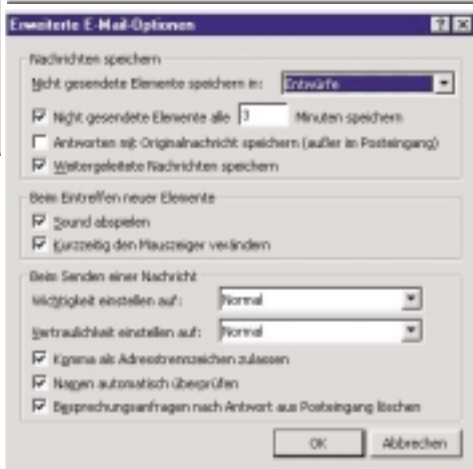 Erweiterte E-Mail-Optionen
Nachrichten speichern
Nicht gesendete Elemente speichern in: Entwürfe
Nicht gesendete Elemente alle 3 Minuten speichern
Antworten mit Originalnachricht speichern (außer im Posteingang)
Weitergeleitete Nachrichten speichern
Beim Eintreffen neuer Elemente
Sound abspielen
Kurzzeitig den Mauszeiger verändern
Beim Senden einer Nachricht
Wichtigkeit einstellen auf: Normal
Vertraulichkeit einstellen auf: Normal
Komma als Adresstrennzeichen zulassen
Namen automatisch überprüfen
Besprechungsanfragen nach Antwort aus Posteingang löschen
OK Abbrechen